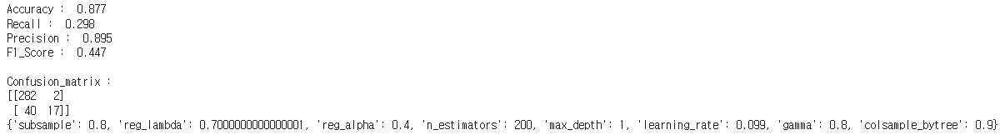 Accuracy :  0.877
Recall :  0.298
Precision :  0.895
F1_Score :  0.447

Confusion_matrix :
[[282   2]
 [ 40  17]]
{'subsample': 0.8, 'reg_lambda': 0.7000000000000001, 'reg_alpha': 0.4, 'n_estimators': 200, 'max_depth': 1, 'learning_rate': 0.099, 'gamma': 0.8, 'colsample_bytree': 0.9}